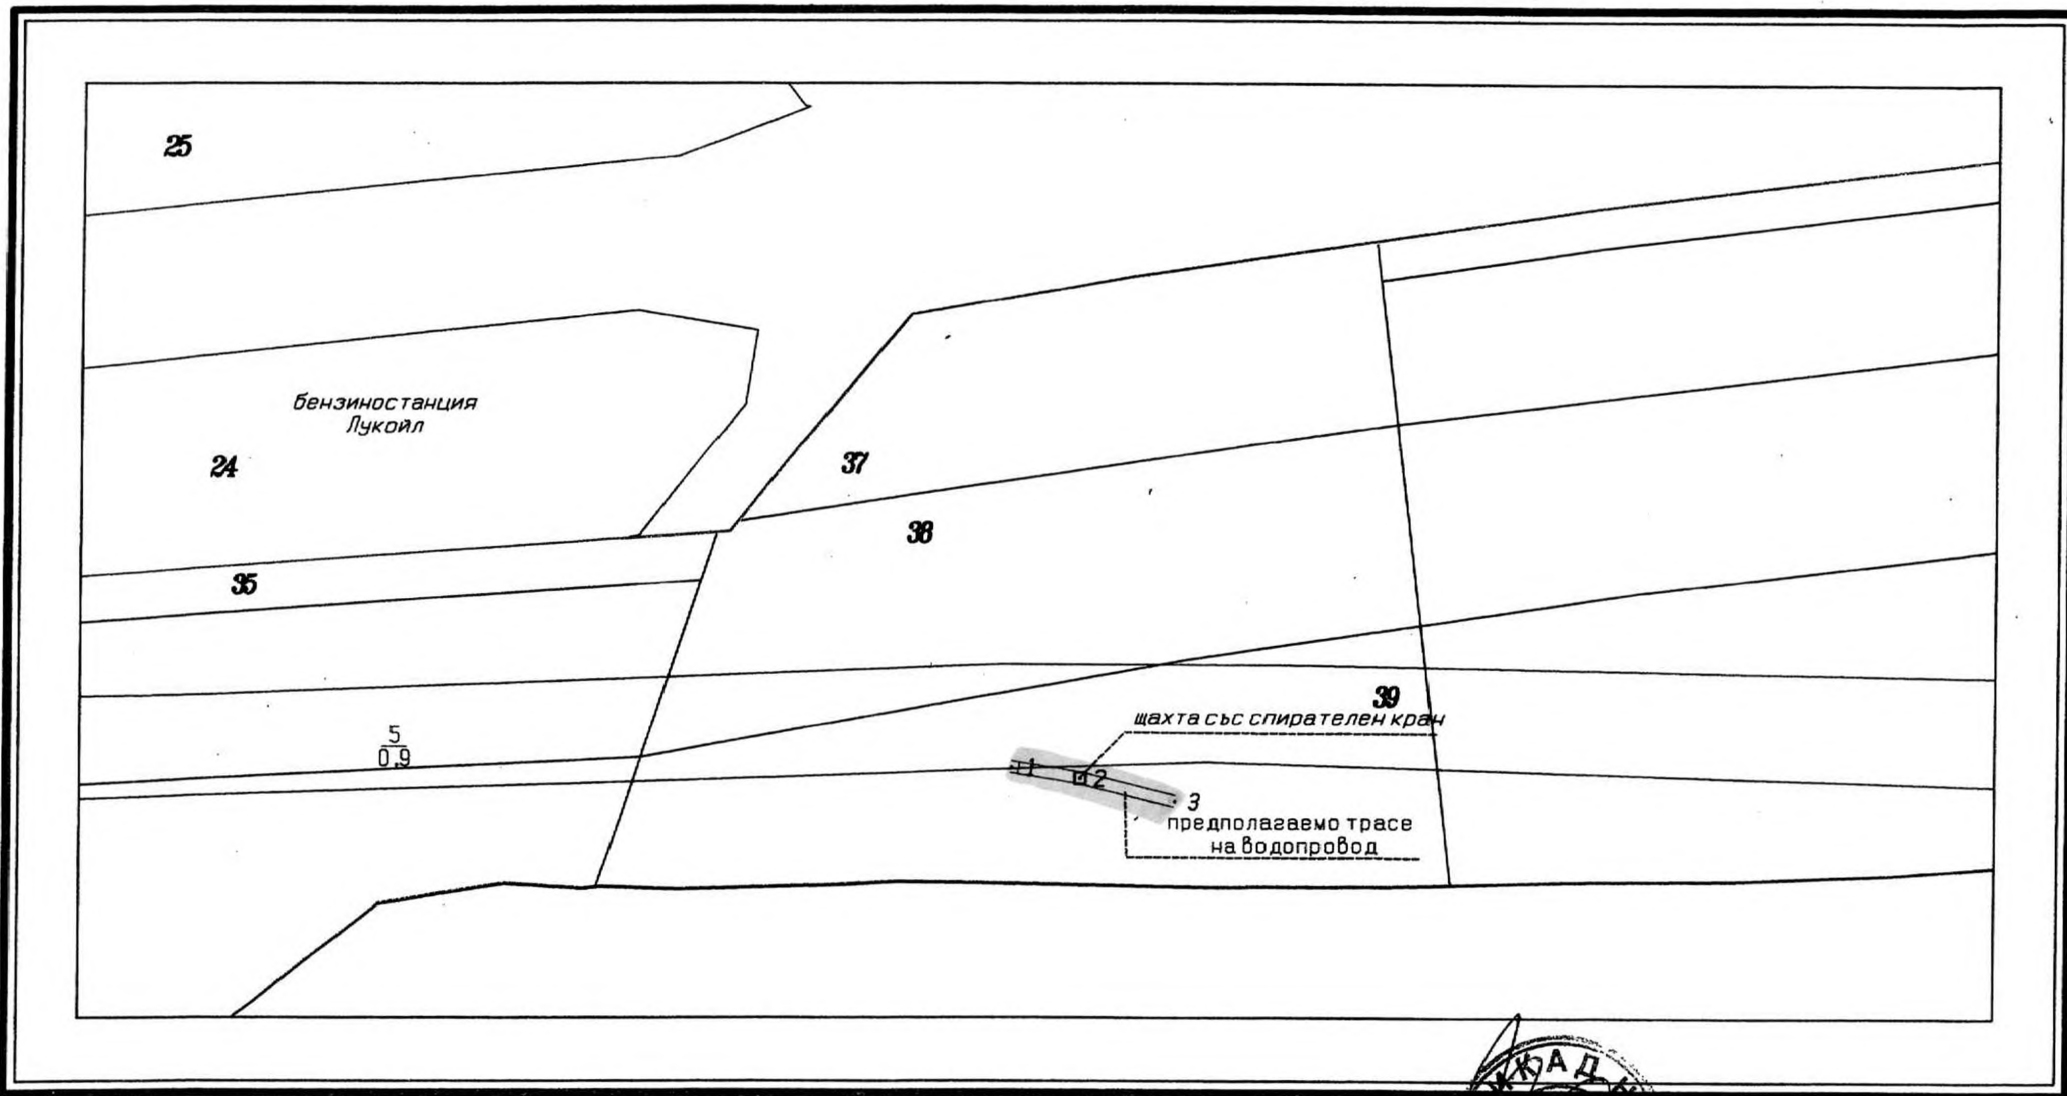 25
бензиностанция
Лукойл
24
37
38
35
39
щахта със спирателен кран
5
0,9
1
2
3
предполагаемо трасе
на водопровод